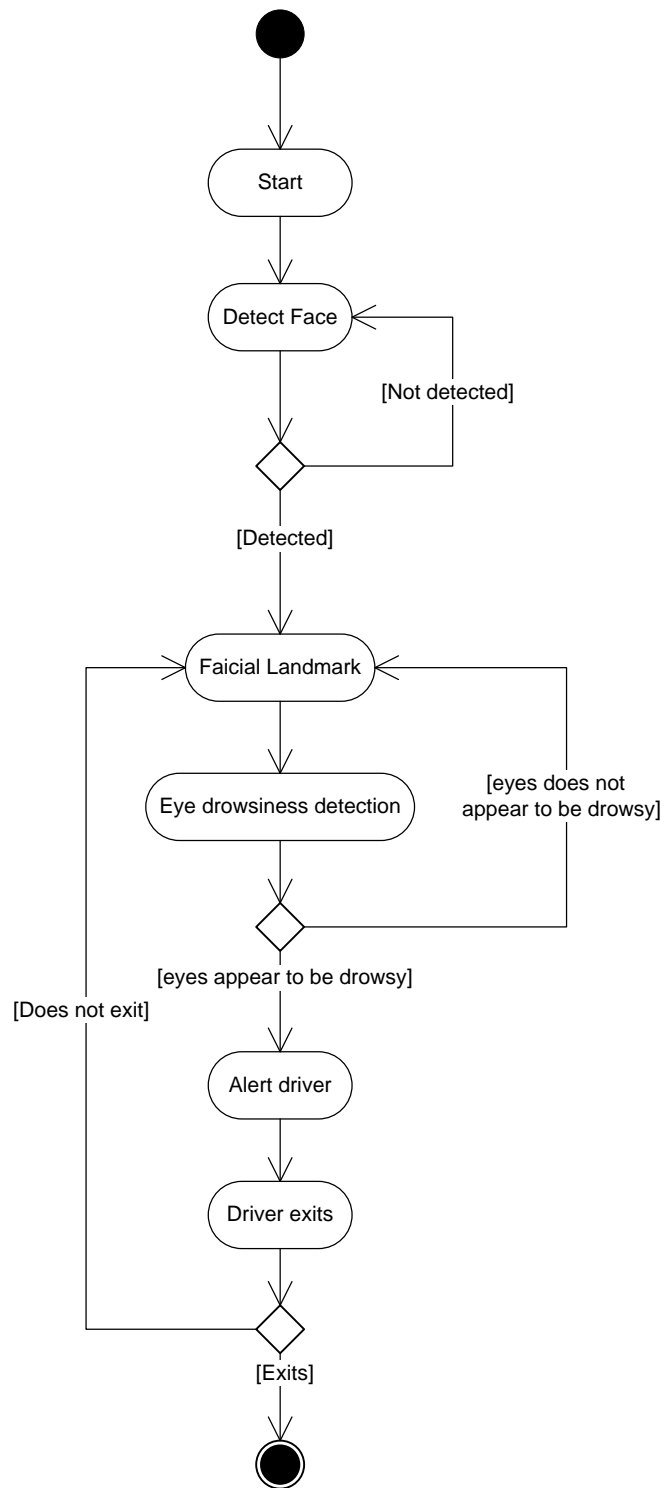 Start
Detect Face
[Not detected]
[Detected]
Faicial Landmark
[eyes does not
appear to be drowsy]
Eye drowsiness detection
[eyes appear to be drowsy]
[Does not exit]
Alert driver
Driver exits
[Exits]